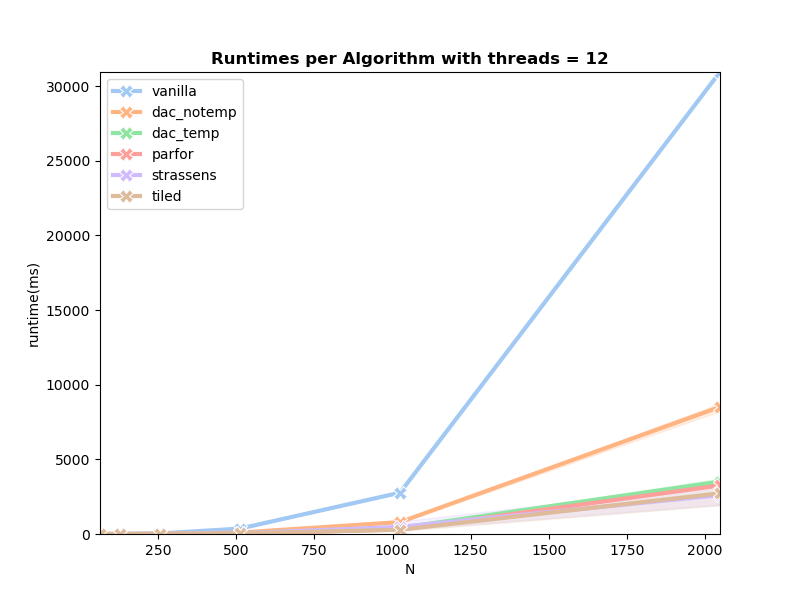 Runtimes per Algorithm with threads = 12
30000
25000
20000
15000
10000
5000
0
runtime(ms)
vanilla
dac_notemp
dac_temp
parfor
strassens
tiled
250
500
750
1000
1250
1500
1750
2000
N